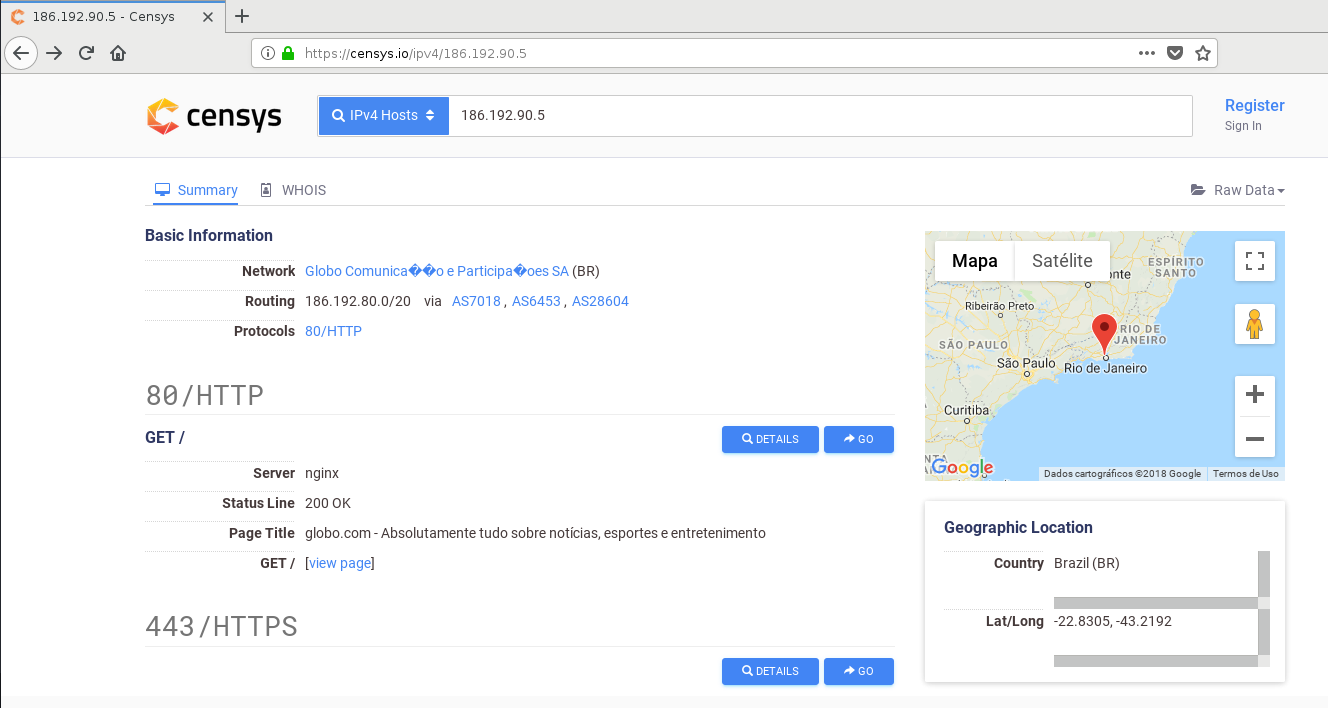 186.192.90.5 - Censys
https://censys.io/ipv4/186.192.90.5
censys
IPv4 Hosts
186.192.90.5
Register
Sign In
Summary
WHOIS
Raw Data
Basic Information
Network Globo Comunica��o e Participa�oes SA (BR)
Routing 186.192.80.0/20 via AS7018 , AS6453 , AS28604
Protocols 80/HTTP
80/HTTP
GET /
DETAILS
GO
Server nginx
Status Line 200 OK
Page Title globo.com - Absolutamente tudo sobre notícias, esportes e entretenimento
GET / [view page]
443/HTTPS
DETAILS
GO
Mapa
Satélite
onte
ESPÍRITO
SANTO
Ribeirão Preto
RIO DE
JANEIRO
SÃO PAULO
São Paulo
Rio de Janeiro
Curitiba
NTA
Google
Dados cartográficos ©2018 Google
Termos de Uso
Geographic Location
Country Brazil (BR)
Lat/Long -22.8305, -43.2192